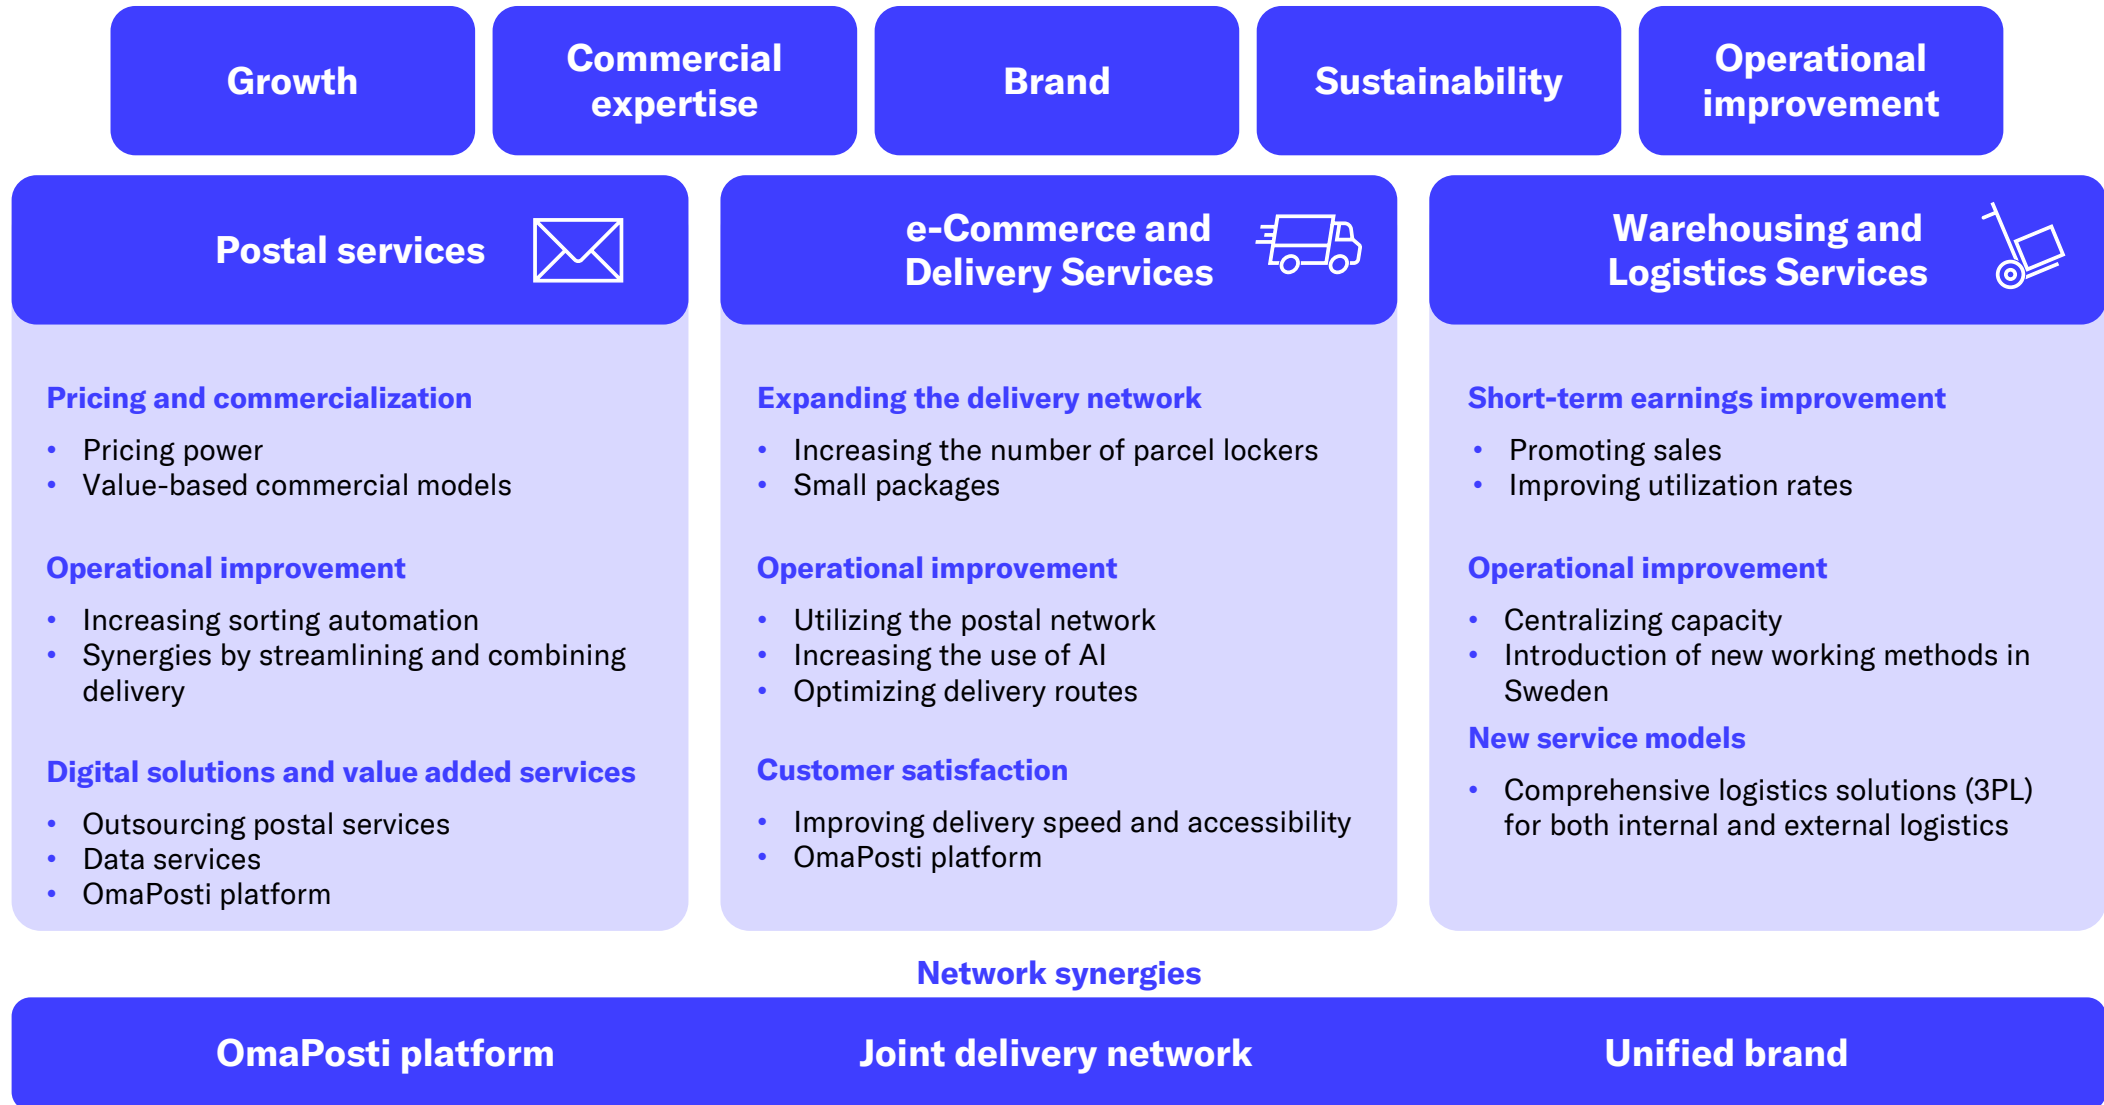 Growth
Commercial
expertise
Brand
Sustainability
Operational
improvement
Postal services
Pricing and commercialization
• Pricing power
• Value-based commercial models
Operational improvement
• Increasing sorting automation
• Synergies by streamlining and combining
delivery
Digital solutions and value added services
• Outsourcing postal services
• Data services
• OmaPosti platform
e-Commerce and
Delivery Services
Expanding the delivery network
• Increasing the number of parcel lockers
• Small packages
Operational improvement
• Utilizing the postal network
• Increasing the use of AI
• Optimizing delivery routes
Customer satisfaction
• Improving delivery speed and accessibility
• OmaPosti platform
Warehousing and
Logistics Services
Short-term earnings improvement
• Promoting sales
• Improving utilization rates
Operational improvement
• Centralizing capacity
• Introduction of new working methods in
Sweden
New service models
• Comprehensive logistics solutions (3PL)
for both internal and external logistics
Network synergies
OmaPosti platform
Joint delivery network
Unified brand